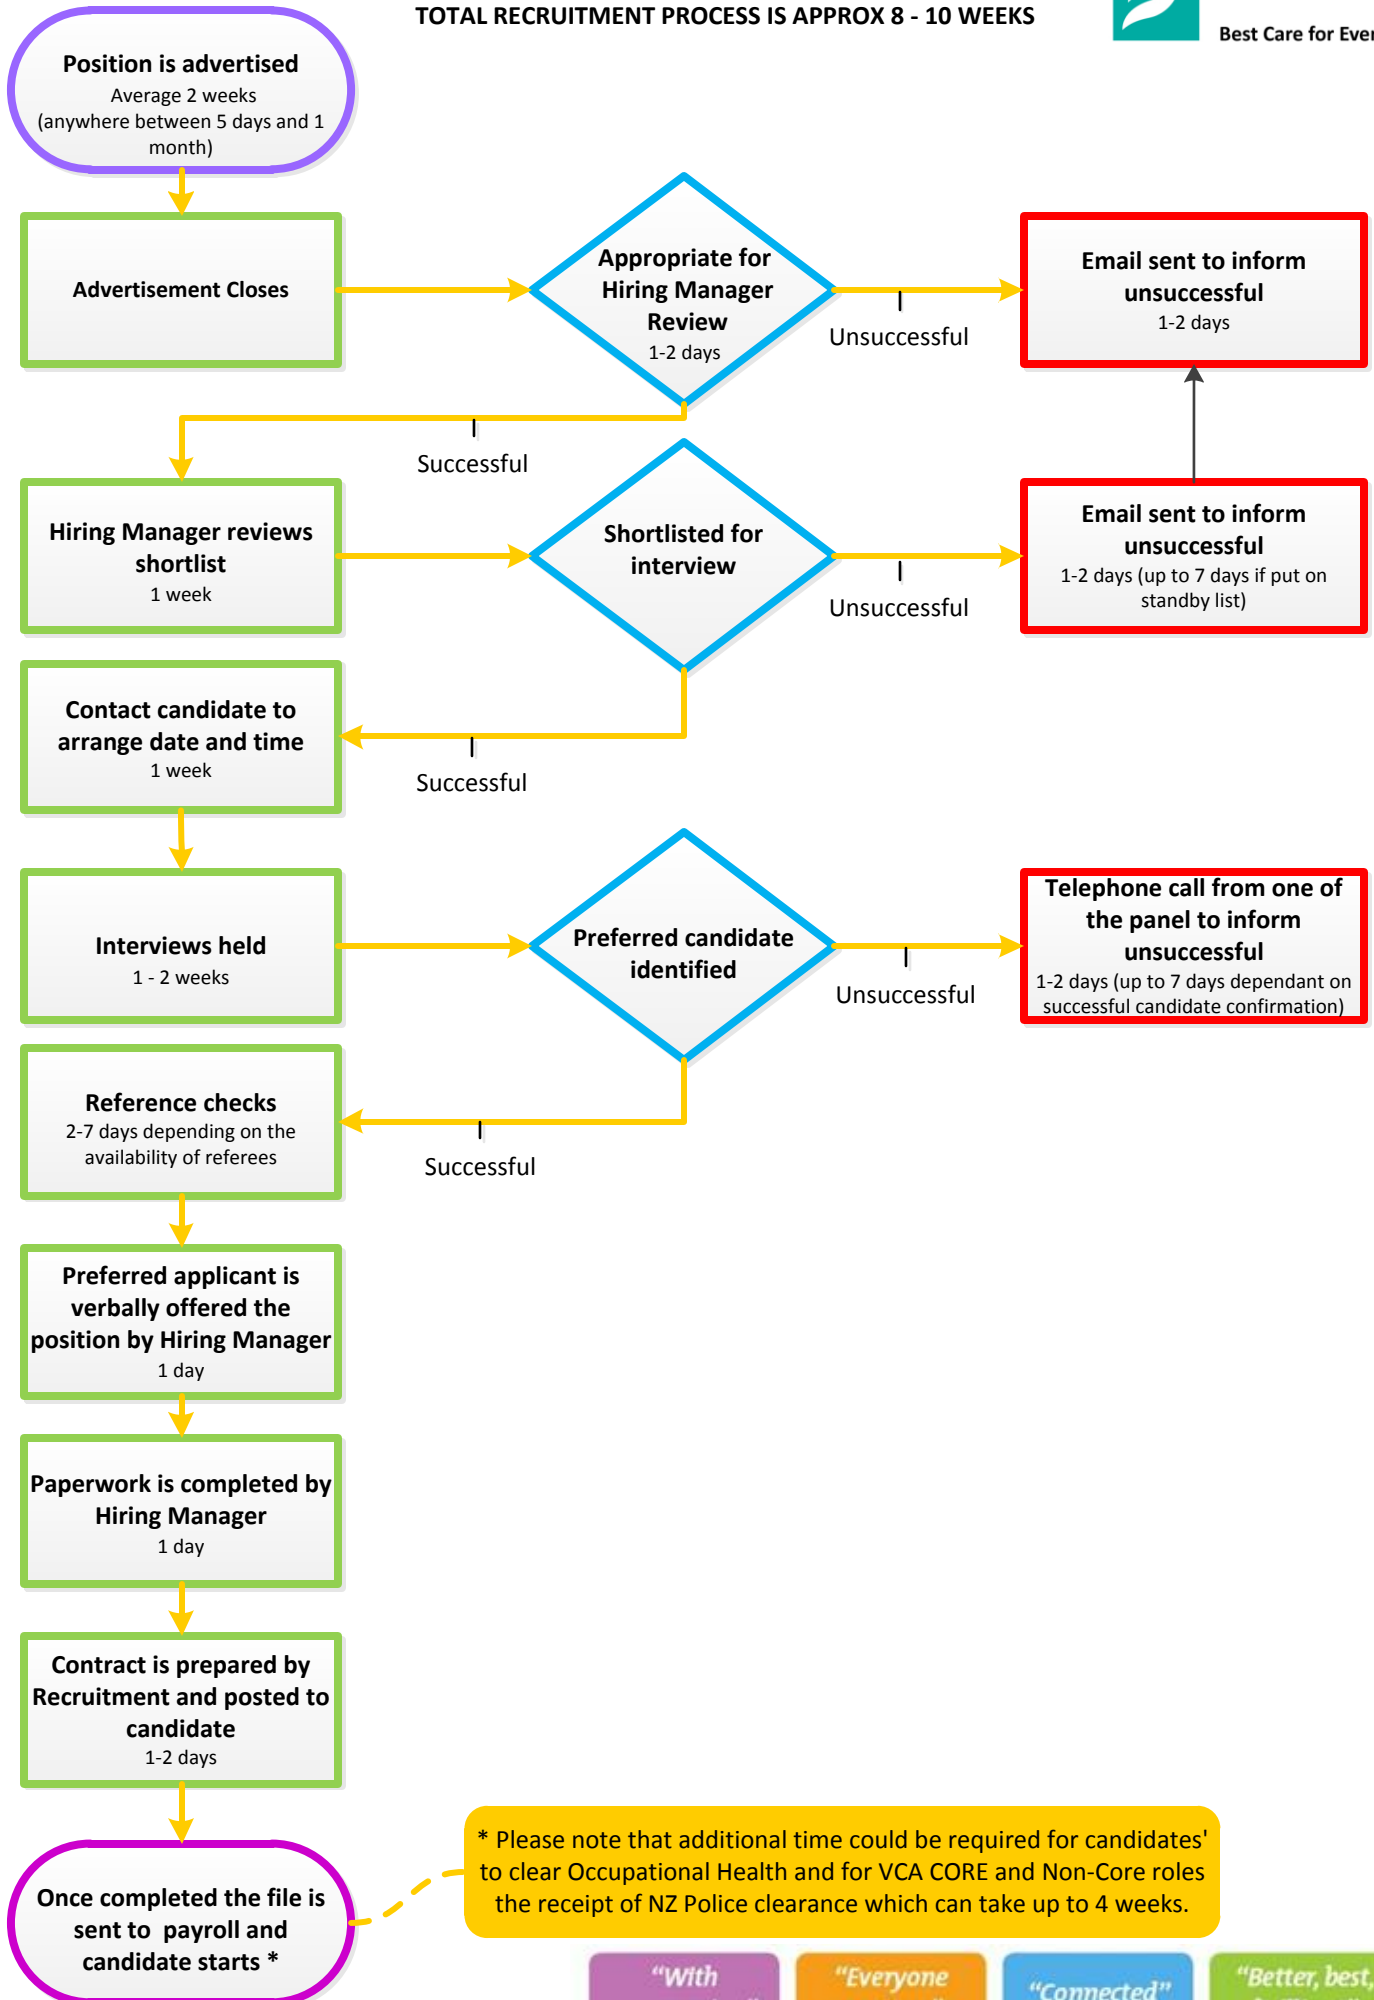 TOTAL RECRUITMENT PROCESS IS APPROX 8 - 10 WEEKS
Best Care for Ever
Position is advertised
Average 2 weeks
(anywhere between 5 days and 1
month)
Advertisement Closes
Appropriate for
Hiring Manager
Review
1-2 days
Unsuccessful
Email sent to inform
unsuccessful
1-2 days
Successful
Hiring Manager reviews
shortlist
1 week
Shortlisted for
interview
Unsuccessful
Email sent to inform
unsuccessful
1-2 days (up to 7 days if put on
standby list)
Contact candidate to
arrange date and time
1 week
Successful
Interviews held
1 - 2 weeks
Preferred candidate
identified
Unsuccessful
Telephone call from one of
the panel to inform
unsuccessful
1-2 days (up to 7 days dependant on
successful candidate confirmation)
Reference checks
2-7 days depending on the
availability of referees
Successful
Preferred applicant is
verbally offered the
position by Hiring Manager
1 day
Paperwork is completed by
Hiring Manager
1 day
Contract is prepared by
Recruitment and posted to
candidate
1-2 days
Once completed the file is
sent to payroll and
candidate starts *
* Please note that additional time could be required for candidates'
to clear Occupational Health and for VCA CORE and Non-Core roles
the receipt of NZ Police clearance which can take up to 4 weeks.
"With
"Everyone
"Connected"
"Better, best,